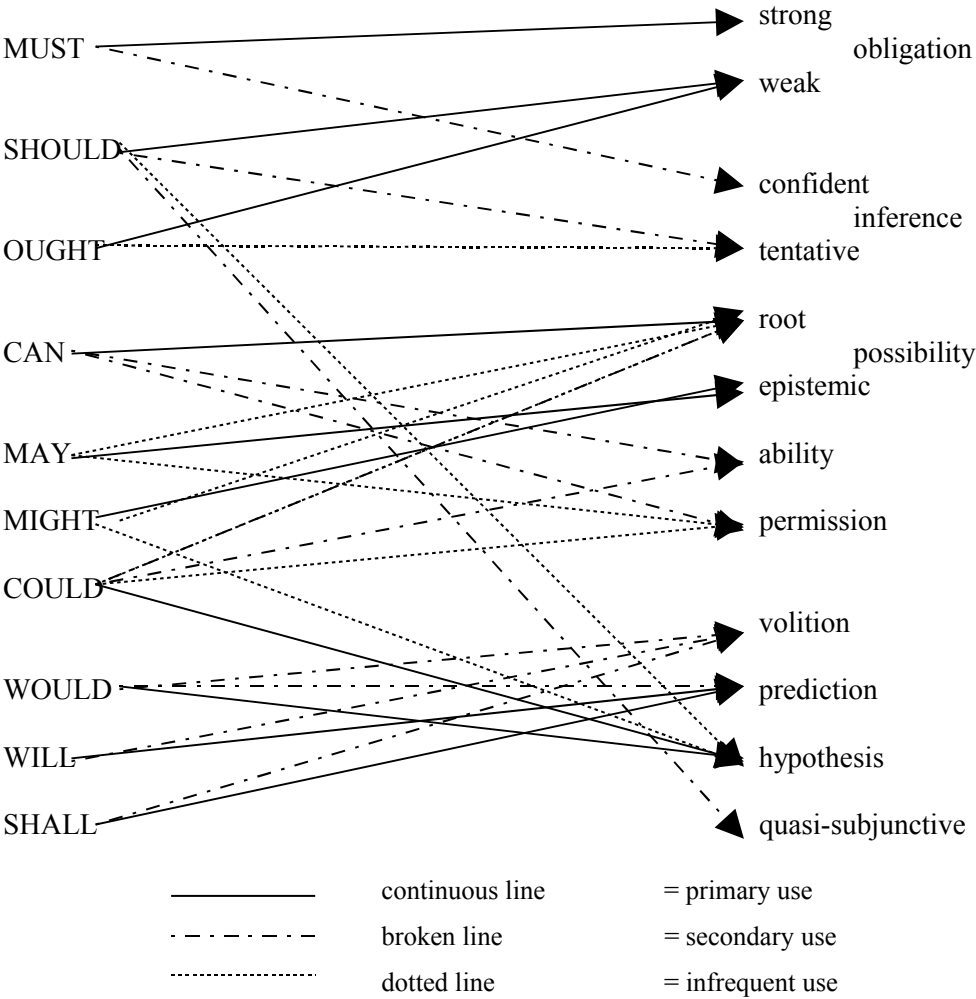 strong
MUST obligation
weak
SHOULD
confident
inference
OUGHT tentative
root
CAN possibility
epistemic
MAY ability
MIGHT permission
COULD
volition
WOULD prediction
WILL hypothesis
SHALL quasi-subjunctive
continuous line = primary use
broken line = secondary use
dotted line = infrequent use